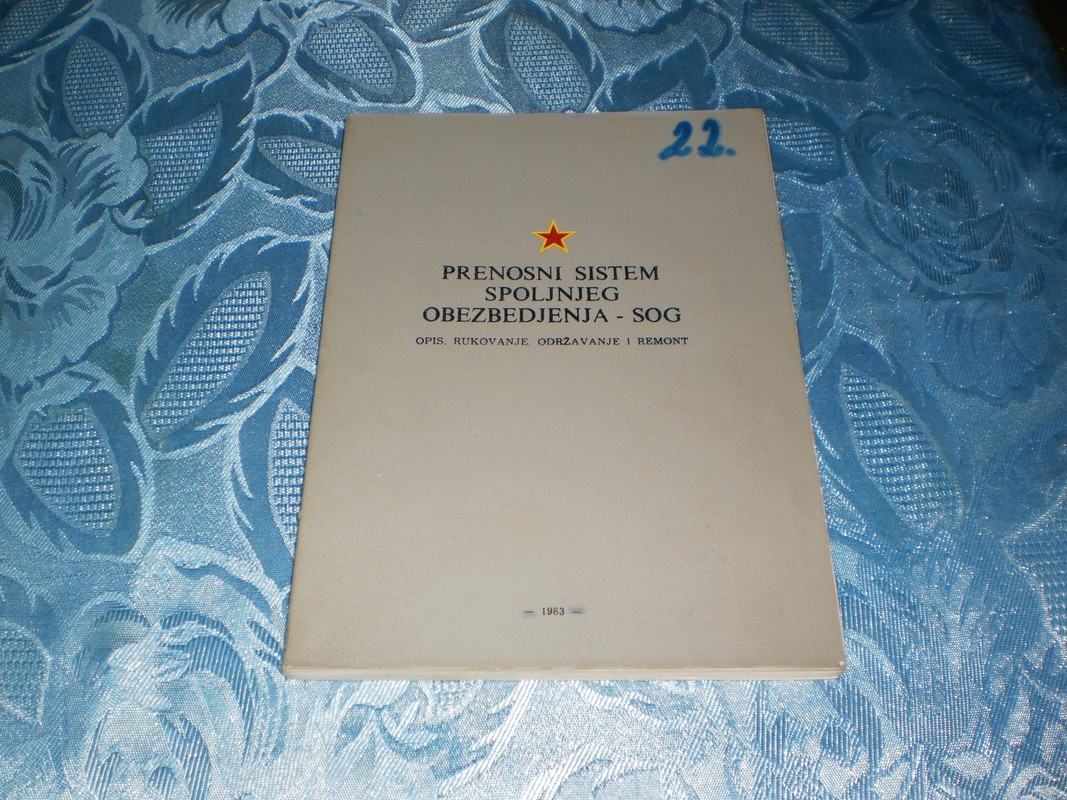 22.
PRENOSNI SISTEM
SPOLJNJEG
OBEZBEDJENJA - SOG
OPIS, RUKOVANJE, ODRŽAVANJE I REMONT
— 1983 —